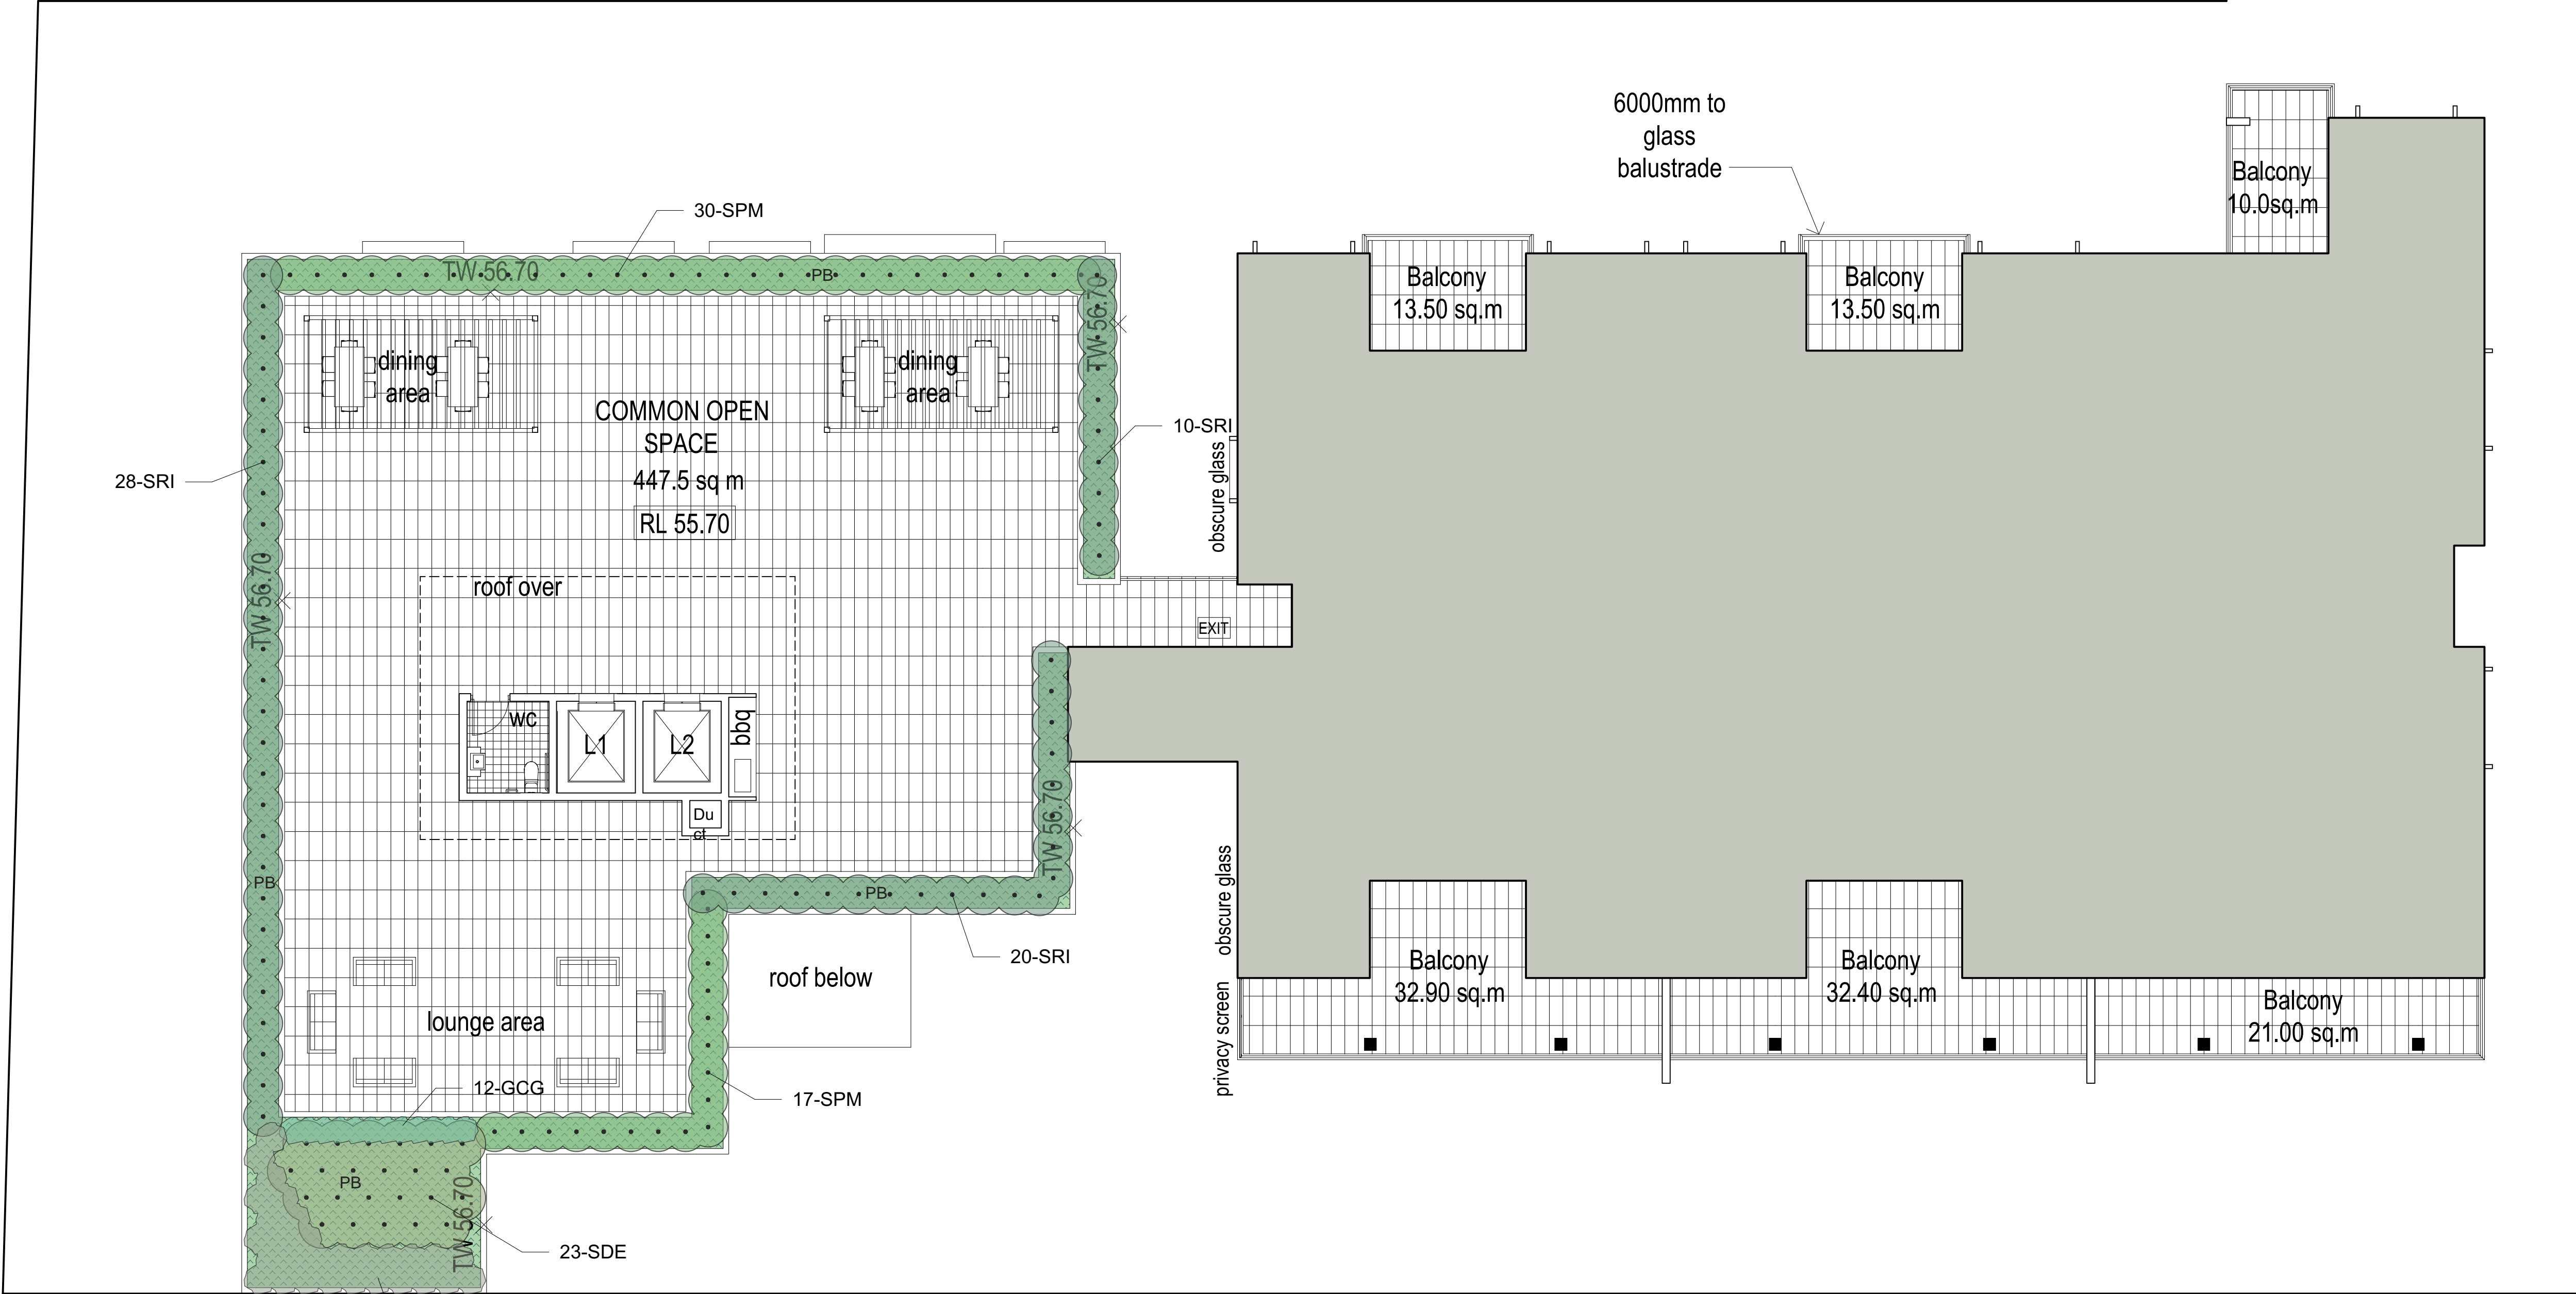 6000mm to
glass
balustrade
Balcony
10.0sq.m
30-SPM
TW 56.70
PB
TW 56.70
Balcony
13.50 sq.m
Balcony
13.50 sq.m
dining
area
dining
area
COMMON OPEN
SPACE
447.5 sq m
RL 55.70
10-SRI
obscure glass
28-SRI
TW 56.70
roof over
EXIT
wc
L1
L2
bbq
Du
ct
TW 56.70
PB
PB
obscure glass
20-SRI
roof below
lounge area
Balcony
32.90 sq.m
Balcony
32.40 sq.m
Balcony
21.00 sq.m
privacy screen
12-GCG
17-SPM
PB
TW 56.70
23-SDE